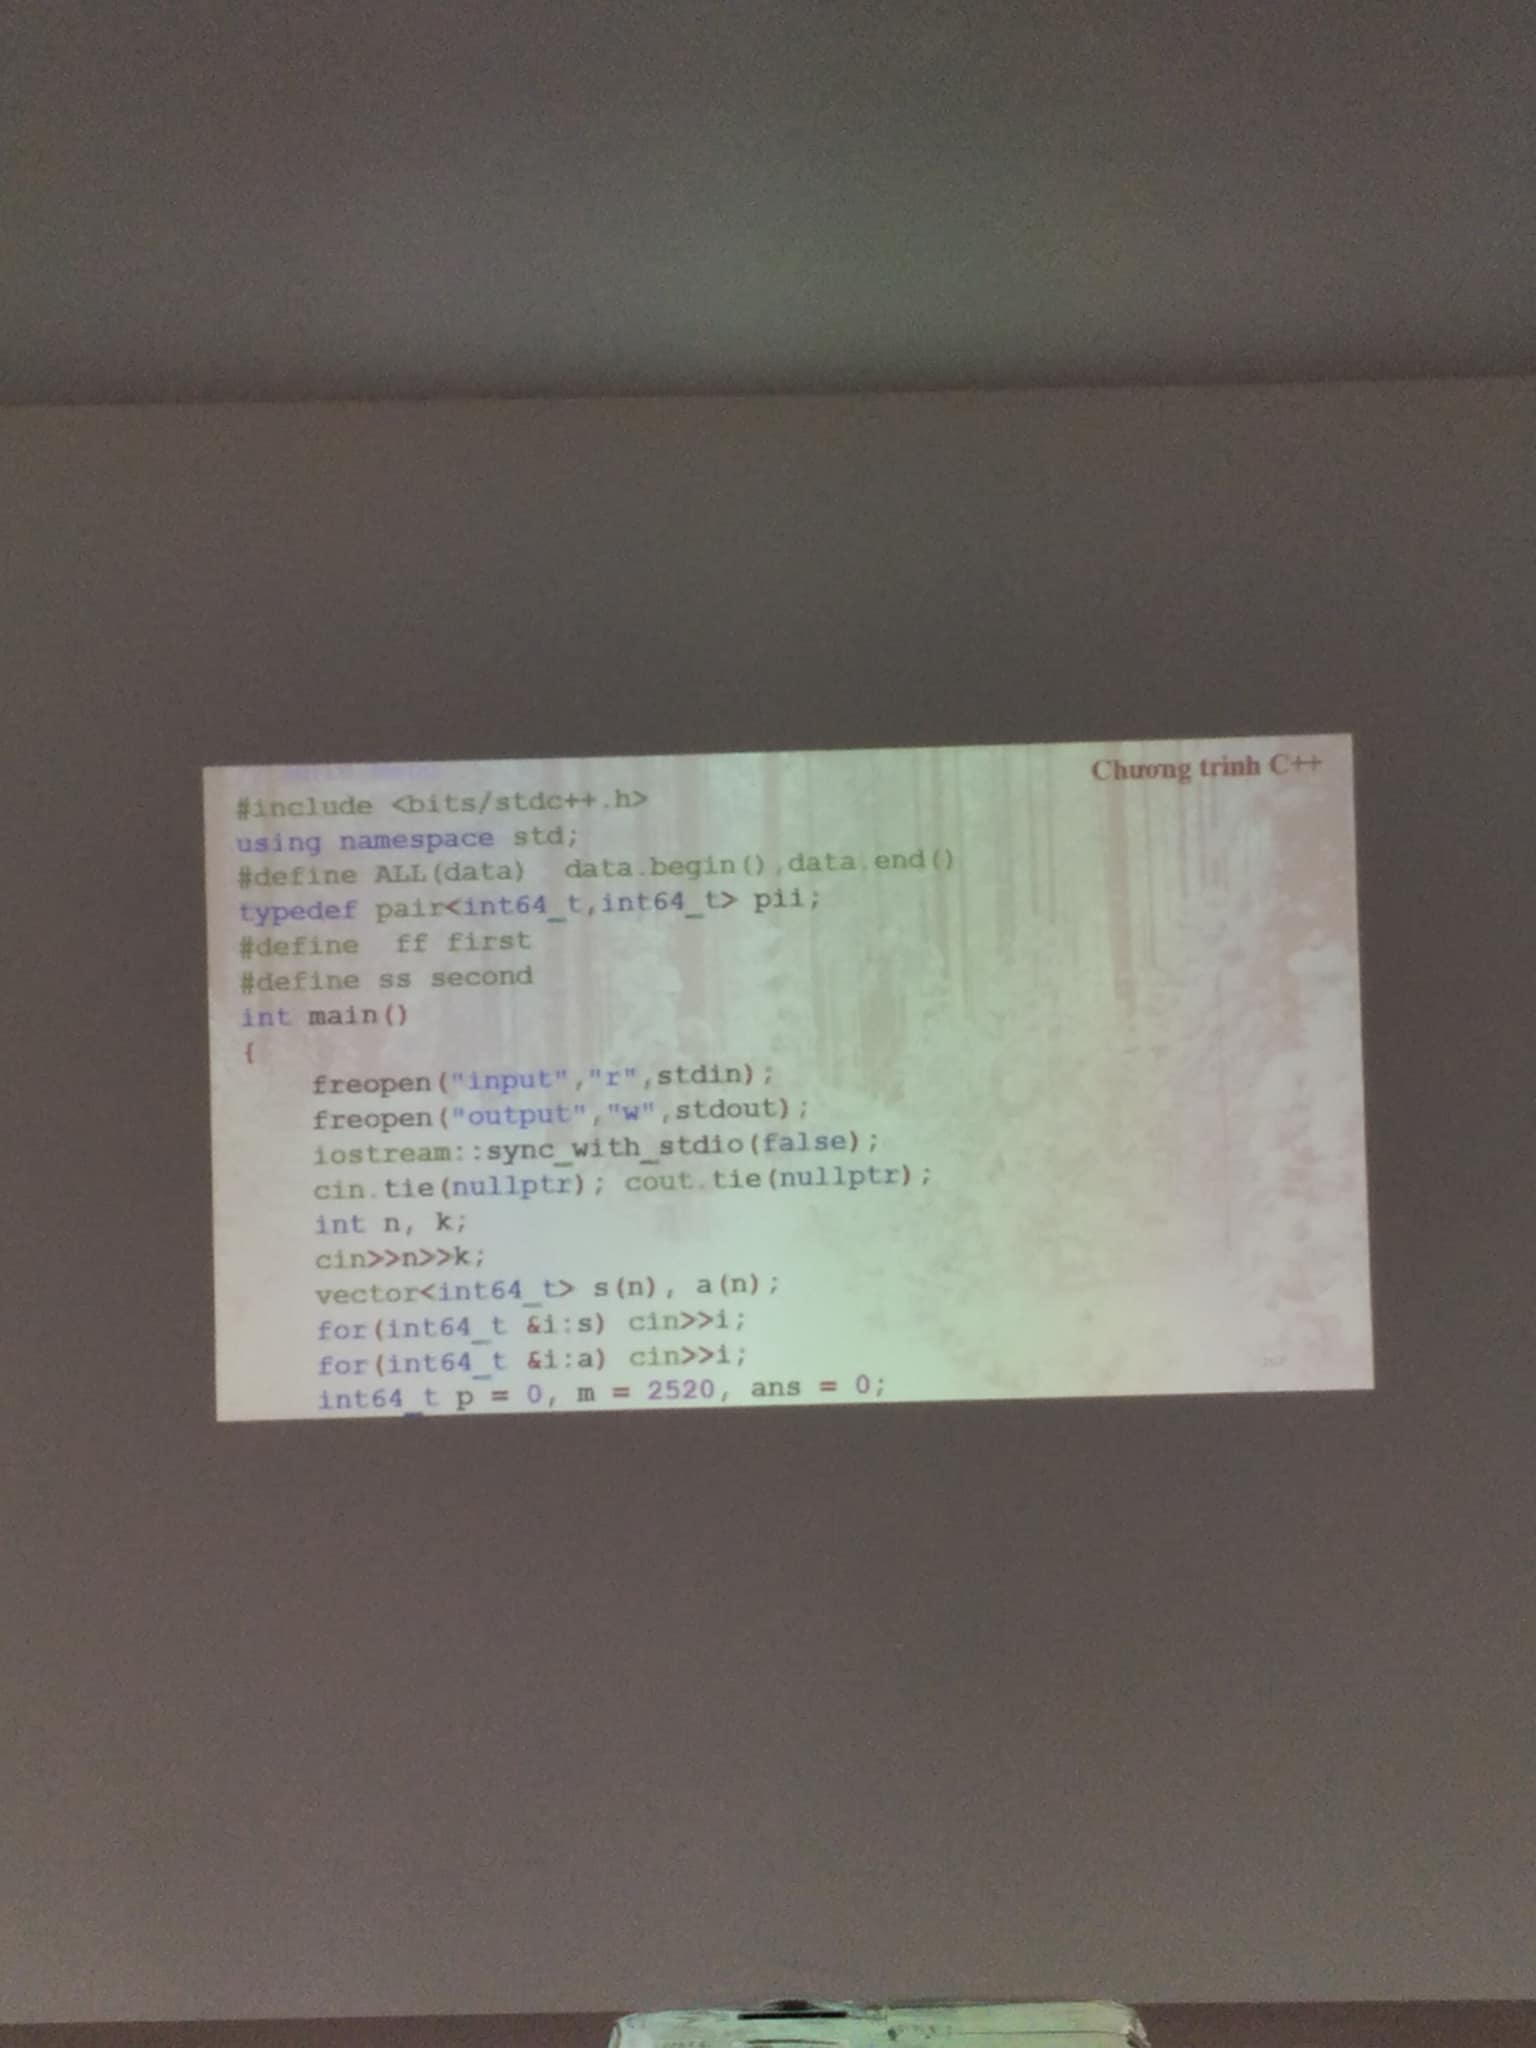 Chương trình C++
#include <bits/stdc++.h>
using namespace std;
#define ALL(data)  data.begin(),data.end()
typedef pair<int64_t,int64_t> pii;
#define  ff first
#define ss second
int main()
{
    freopen("input","r",stdin);
    freopen("output","w",stdout);
    iostream::sync_with_stdio(false);
    cin.tie(nullptr); cout.tie(nullptr);
    int n, k;
    cin>>n>>k;
    vector<int64_t> s(n), a(n);
    for(int64_t &i:s) cin>>i;
    for(int64_t &i:a) cin>>i;
    int64_t p = 0, m = 2520, ans = 0;